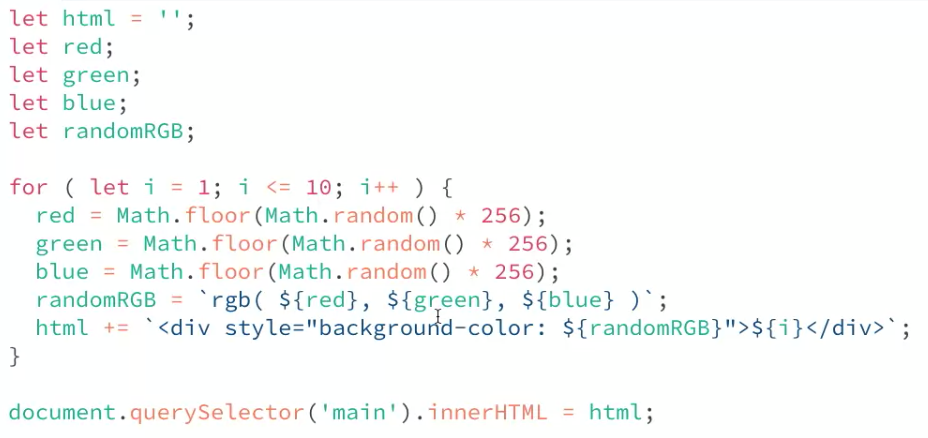 let html = '';
let red;
let green;
let blue;
let randomRGB;

for ( let i = 1; i <= 10; i++ ) {
  red = Math.floor(Math.random() * 256);
  green = Math.floor(Math.random() * 256);
  blue = Math.floor(Math.random() * 256);
  randomRGB = `rgb( ${red}, ${green}, ${blue} )`;
  html += `<div style="background-color: ${randomRGB}">${i}</div>`;
}

document.querySelector('main').innerHTML = html;